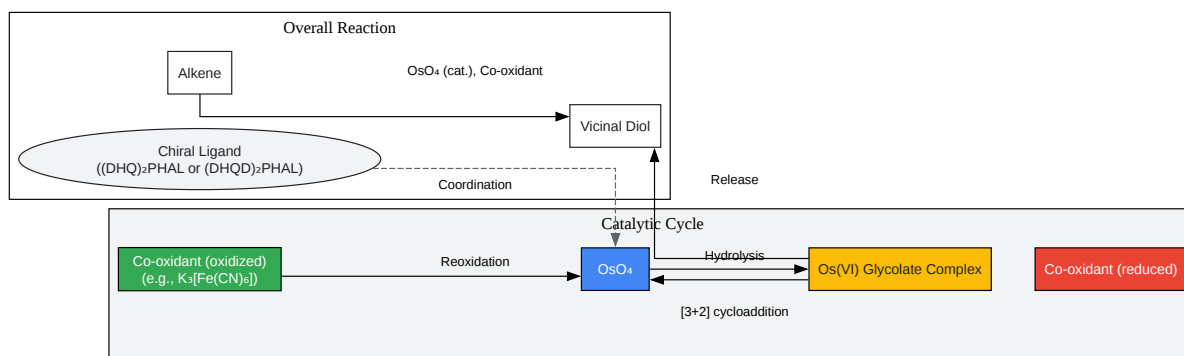 Overall Reaction
Alkene
OsO₄ (cat.), Co-oxidant
Vicinal Diol
Chiral Ligand
((DHQ)₂PHAL or (DHQD)₂PHAL)
Coordination
Release
Catalytic Cycle
Co-oxidant (oxidized)
(e.g., K₃[Fe(CN)₆])
Reoxidation
OsO₄
Hydrolysis
Os(VI) Glycolate Complex
Co-oxidant (reduced)
[3+2] cycloaddition